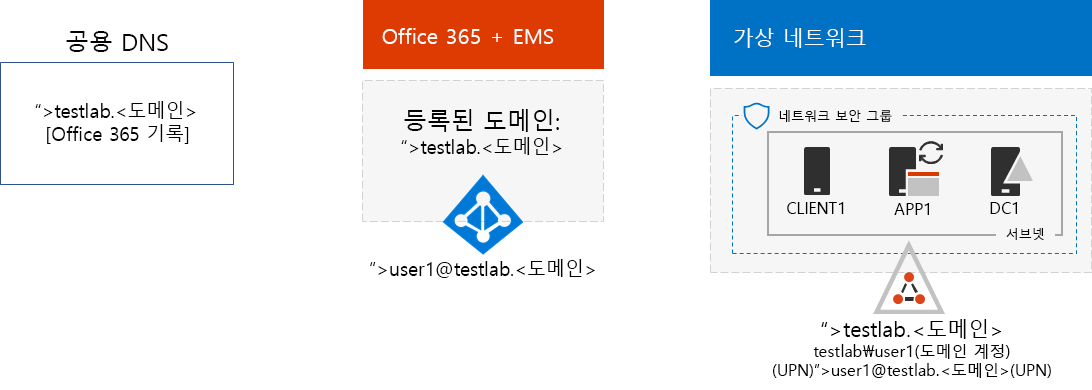 공용 DNS
“>testlab.<도메인>
[Office 365 기록]
Office 365 + EMS
등록된 도메인:
“>testlab.<도메인>
“>user1@testlab.<도메인>
가상 네트워크
네트워크 보안 그룹
CLIENT1
APP1
DC1
서브넷
“>testlab.<도메인>
testlab₩user1(도메인 계정)
(UPN)”>user1@testlab.<도메인>(UPN)